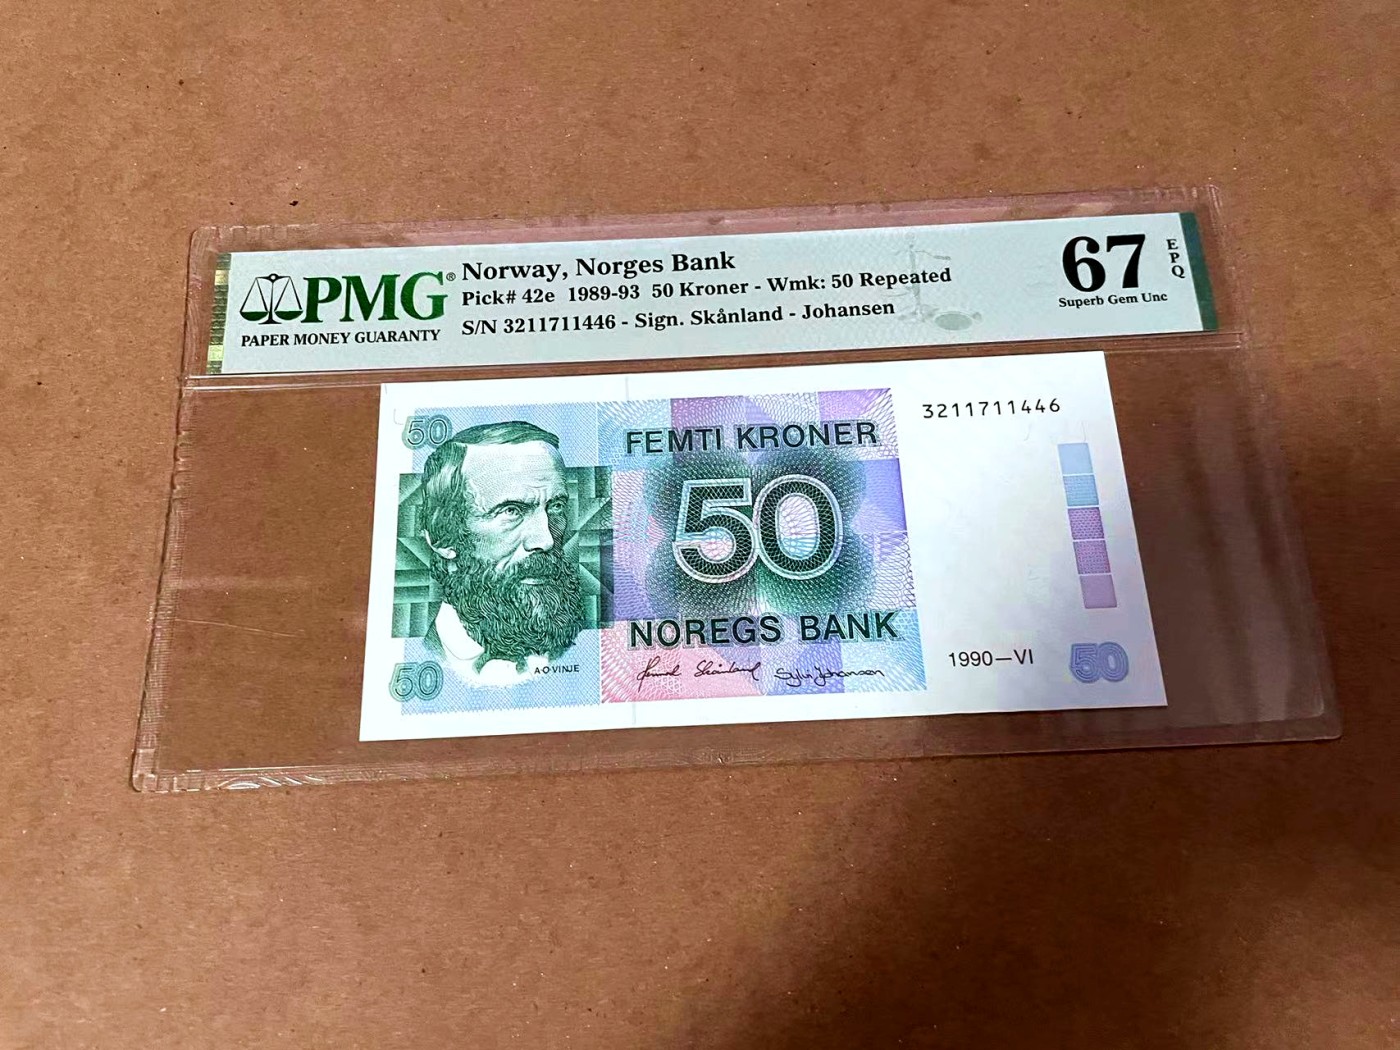 PMG®
PAPER MONEY GUARANTY
Norway, Norges Bank
Pick# 42e 1989-93 50 Kroner - Wmk: 50 Repeated
S/N 3211711446 - Sign. Skånland - Johansen
67
EPQ
Superb Gem Unc
50
FEMTI KRONER
3211711446
50
NOREGS BANK
A·O·VINJE
50
1990—VI
50